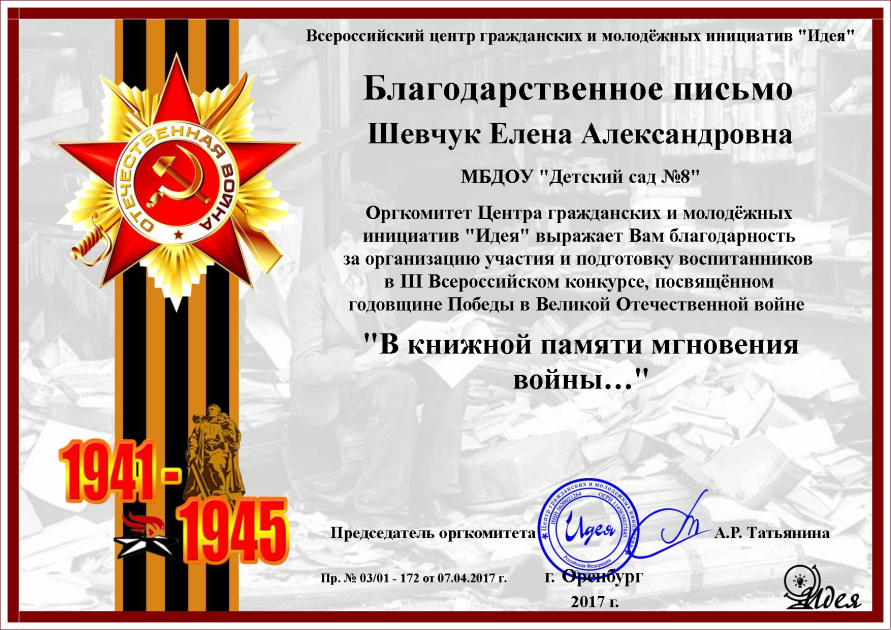 Всероссийский центр гражданских и молодёжных инициатив "Идея"
Благодарственное письмо
Шевчук Елена Александровна
МБДОУ "Детский сад №8"
Оргкомитет Центра гражданских и молодёжных
инициатив "Идея" выражает Вам благодарность
за организацию участия и подготовку воспитанников
в III Всероссийском конкурсе, посвящённом
годовщине Победы в Великой Отечественной войне
"В книжной памяти мгновения
войны…"
ОТЕЧЕСТВЕННАЯ ВОЙНА
1941-
1945
Председатель оргкомитета
Идея
Российская Федерация
А.Р. Татьянина
Пр. № 03/01 - 172 от 07.04.2017 г.
г. Оренбург
2017 г.
Идея